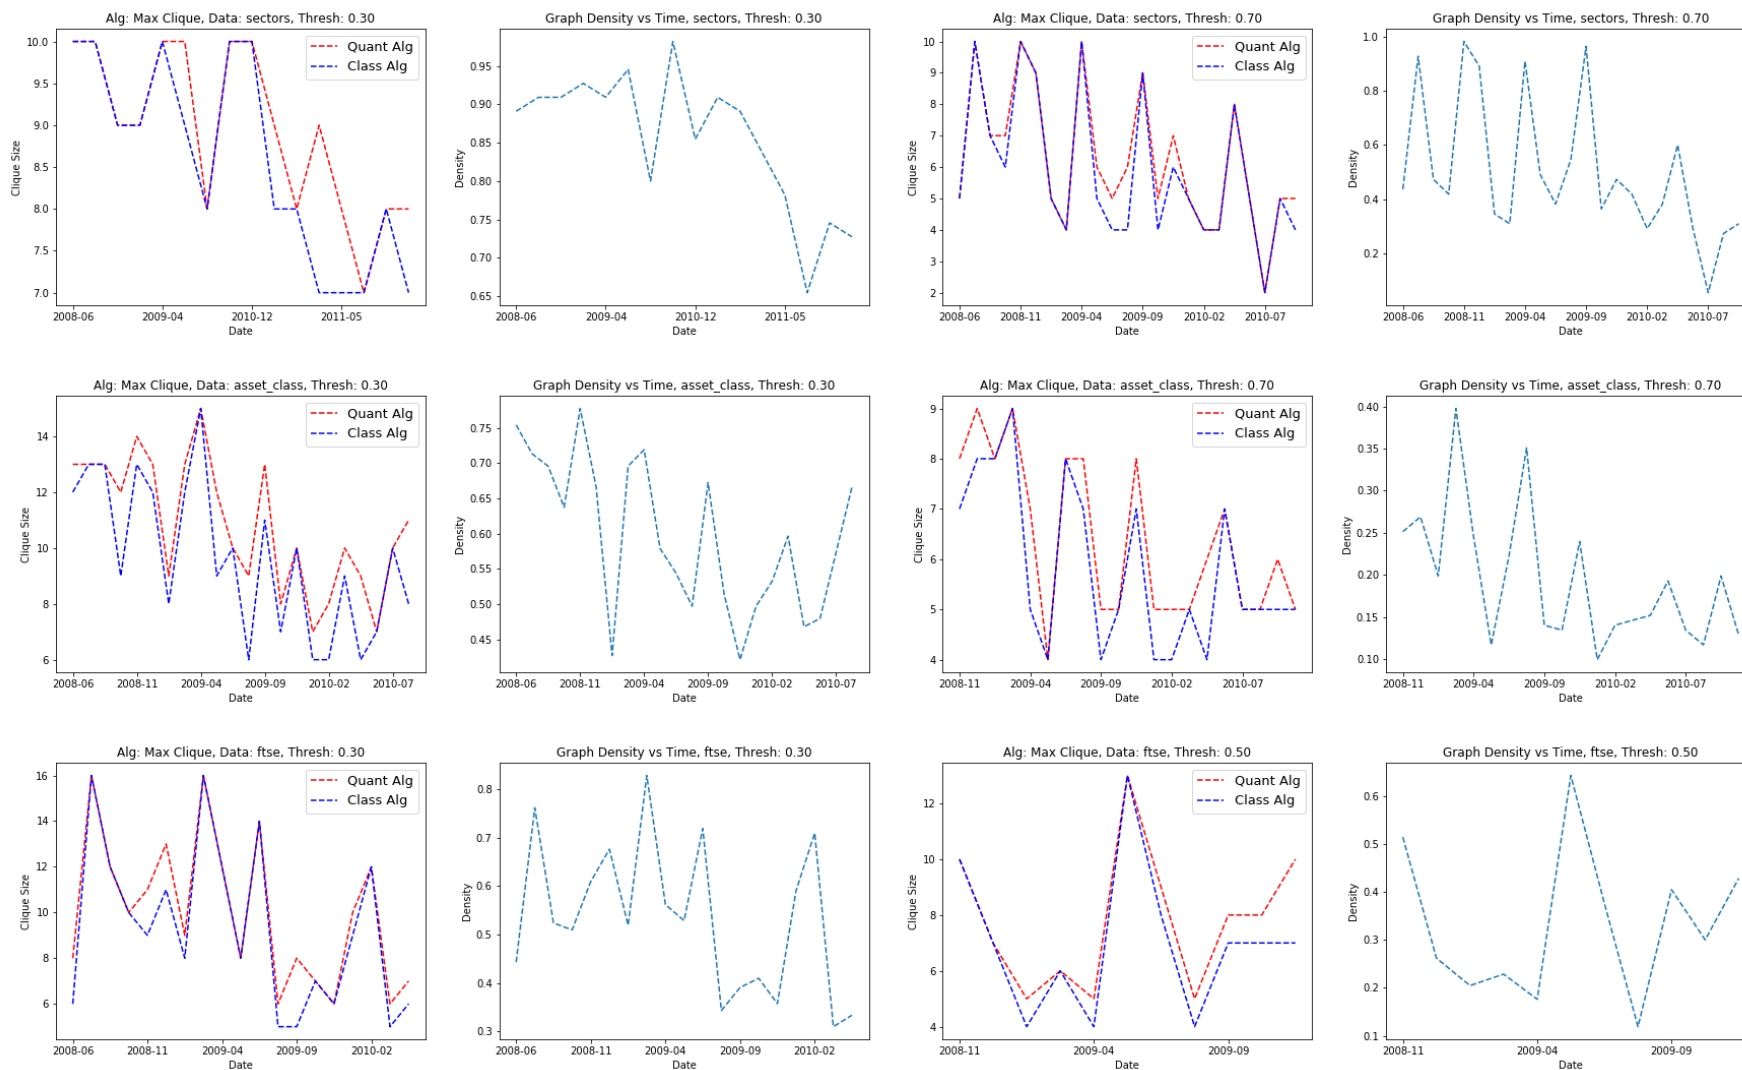 Alg: Max Clique, Data: sectors, Thresh: 0.30
10.0
9.5
9.0
8.5
8.0
7.5
7.0
Clique Size
Quant Alg
Class Alg
2008-06
2009-04
2010-12
2011-05
Date
Graph Density vs Time, sectors, Thresh: 0.30
0.95
0.90
0.85
0.80
0.75
0.70
0.65
Density
2008-06
2009-04
2010-12
2011-05
Date
Alg: Max Clique, Data: sectors, Thresh: 0.70
10
9
8
7
6
5
4
3
2
Clique Size
Quant Alg
Class Alg
2008-06
2008-11
2009-04
2009-09
2010-02
2010-07
Date
Graph Density vs Time, sectors, Thresh: 0.70
1.0
0.8
0.6
0.4
0.2
Density
2008-06
2008-11
2009-04
2009-09
2010-02
2010-07
Date
Alg: Max Clique, Data: asset_class, Thresh: 0.30
14
12
10
8
6
Clique Size
Quant Alg
Class Alg
2008-06
2008-11
2009-04
2009-09
2010-02
2010-07
Date
Graph Density vs Time, asset_class, Thresh: 0.30
0.75
0.70
0.65
0.60
0.55
0.50
0.45
Density
2008-06
2008-11
2009-04
2009-09
2010-02
2010-07
Date
Alg: Max Clique, Data: asset_class, Thresh: 0.70
9
8
7
6
5
4
Clique Size
Quant Alg
Class Alg
2008-11
2009-04
2009-09
2010-02
2010-07
Date
Graph Density vs Time, asset_class, Thresh: 0.70
0.40
0.35
0.30
0.25
0.20
0.15
0.10
Density
2008-11
2009-04
2009-09
2010-02
2010-07
Date
Alg: Max Clique, Data: ftse, Thresh: 0.30
16
14
12
10
8
6
Clique Size
Quant Alg
Class Alg
2008-06
2008-11
2009-04
2009-09
2010-02
Date
Graph Density vs Time, ftse, Thresh: 0.30
0.8
0.7
0.6
0.5
0.4
0.3
Density
2008-06
2008-11
2009-04
2009-09
2010-02
Date
Alg: Max Clique, Data: ftse, Thresh: 0.50
12
10
8
6
4
Clique Size
Quant Alg
Class Alg
2008-11
2009-04
2009-09
Date
Graph Density vs Time, ftse, Thresh: 0.50
0.6
0.5
0.4
0.3
0.2
0.1
Density
2008-11
2009-04
2009-09
Date